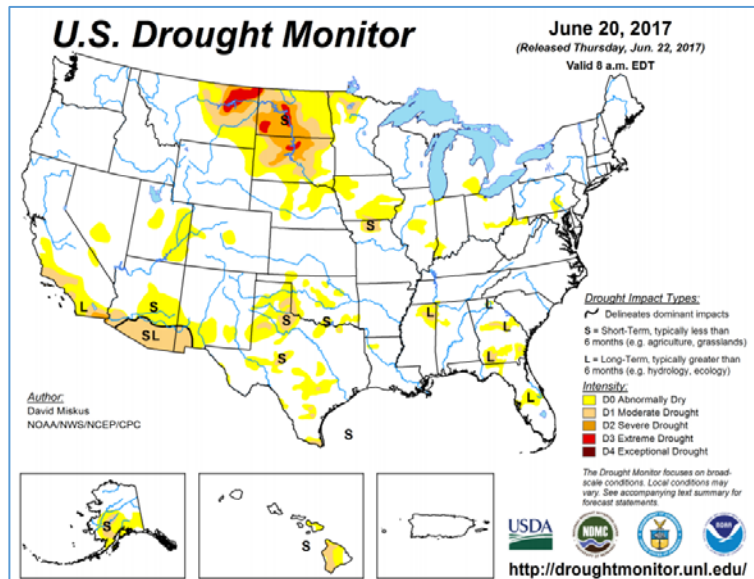 U.S. Drought Monitor
June 20, 2017
(Released Thursday, Jun. 22, 2017)
Valid 8 a.m. EDT
S
S
L
S
SL
S
S
S
L
L
L
L
L
S
Drought Impact Types:
Delineates dominant impacts
S = Short-Term, typically less than
6 months (e.g. agriculture, grasslands)
L = Long-Term, typically greater than
6 months (e.g. hydrology, ecology)
Intensity:
D0 Abnormally Dry
D1 Moderate Drought
D2 Severe Drought
D3 Extreme Drought
D4 Exceptional Drought
Author:
David Miskus
NOAA/NWS/NCEP/CPC
The Drought Monitor focuses on broad-
scale conditions. Local conditions may
vary. See accompanying text summary for
forecast statements.
S
S
USDA
NDMC
NOAA
http://droughtmonitor.unl.edu/